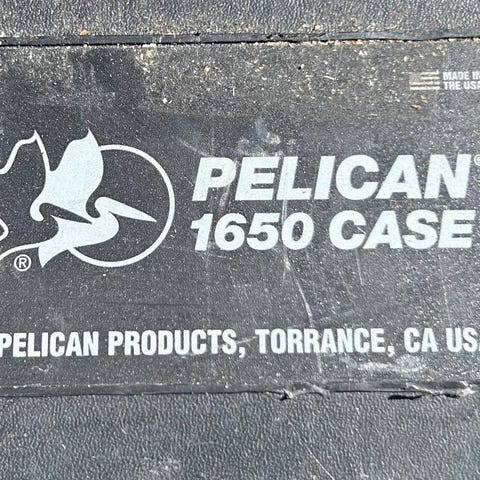 MADE IN
THE USA
PELICAN®
1650 CASE
®
PELICAN PRODUCTS, TORRANCE, CA USA